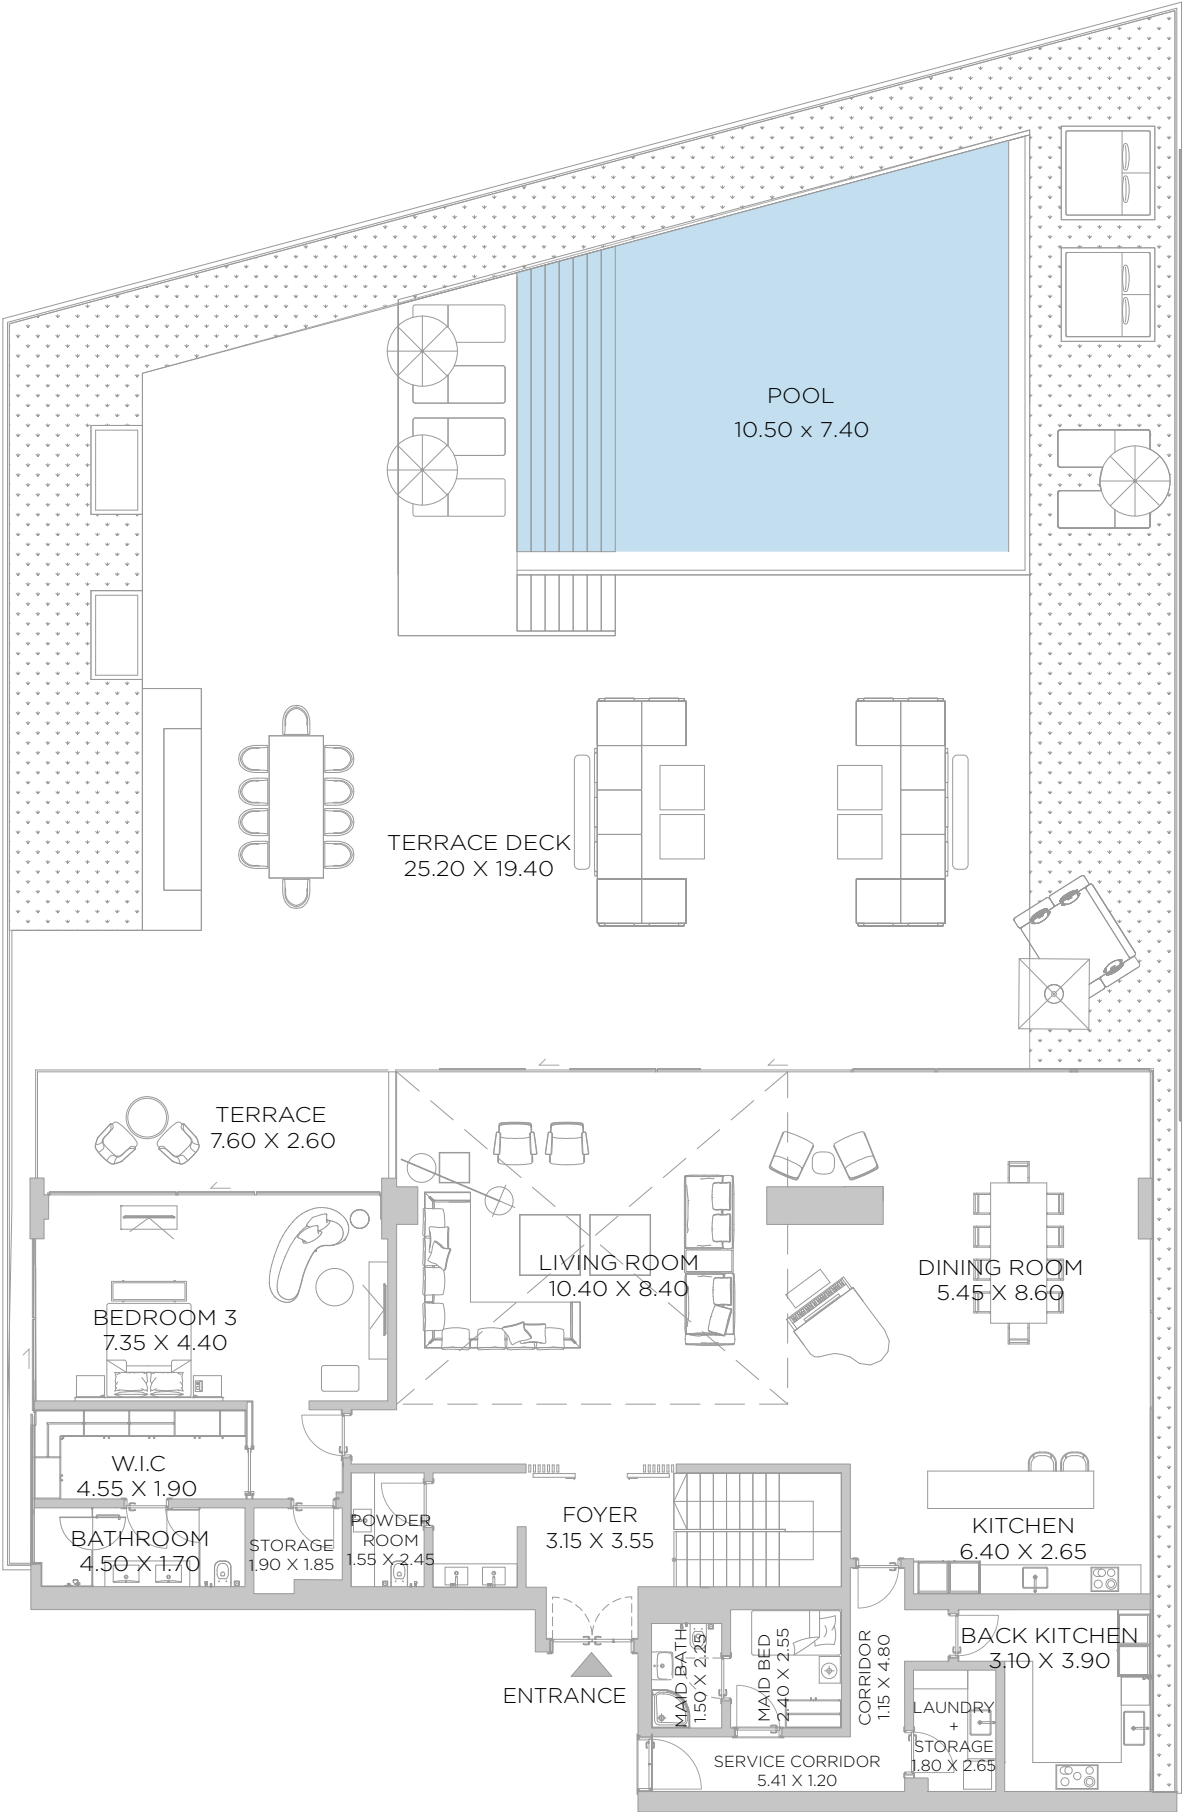 POOL
10.50 x 7.40
TERRACE DECK
25.20 X 19.40
TERRACE
7.60 X 2.60
LIVING ROOM
10.40 X 8.40
DINING ROOM
5.45 X 8.60
BEDROOM 3
7.35 X 4.40
W.I.C
4.55 X 1.90
BATHROOM
4.50 X 1.70
STORAGE
1.90 X 1.85
POWDER
ROOM
1.55 X 2.45
FOYER
3.15 X 3.55
KITCHEN
6.40 X 2.65
ENTRANCE
MAID BATH
1.50 X 2.25
MAID BED
2.40 X 2.55
CORRIDOR
1.15 X 4.80
BACK KITCHEN
3.10 X 3.90
LAUNDRY
+
STORAGE
1.80 X 2.65
SERVICE CORRIDOR
5.41 X 1.20